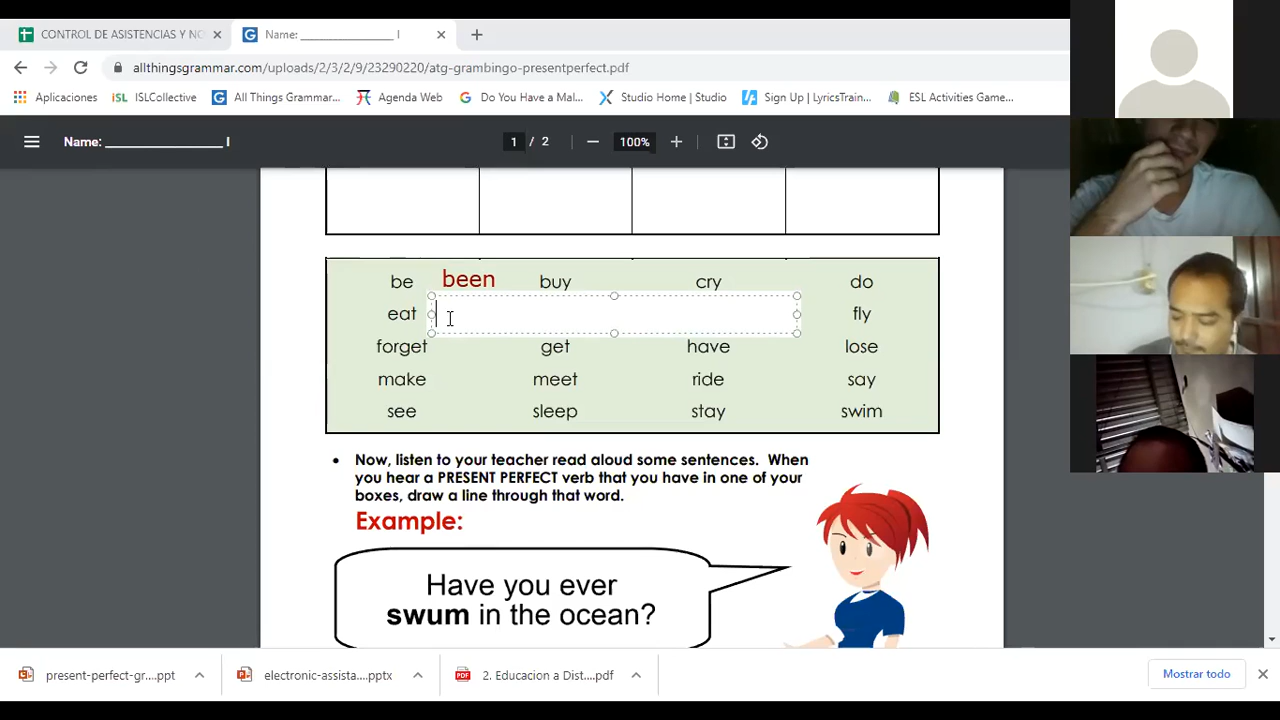 CONTROL DE ASISTENCIAS Y NO
Name: ____________________ I
allthingsgrammar.com/uploads/2/3/2/9/23290220/atg-grambingo-presentperfect.pdf
Aplicaciones iSL ISLCollective All Things Grammar... Agenda Web Do You Have a Mal... Studio Home | Studio Sign Up | LyricsTrain... ESL Activities Game...
Name: ____________________ I 1 / 2 100%
be been buy cry do
eat fly
forget get have lose
make meet ride say
see sleep stay swim
• Now, listen to your teacher read aloud some sentences. When
you hear a PRESENT PERFECT verb that you have in one of your
boxes, draw a line through that word.
Example:
Have you ever
swum in the ocean?
present-perfect-gr....ppt electronic-assista....pptx PDF 2. Educacion a Dist....pdf Mostrar todo